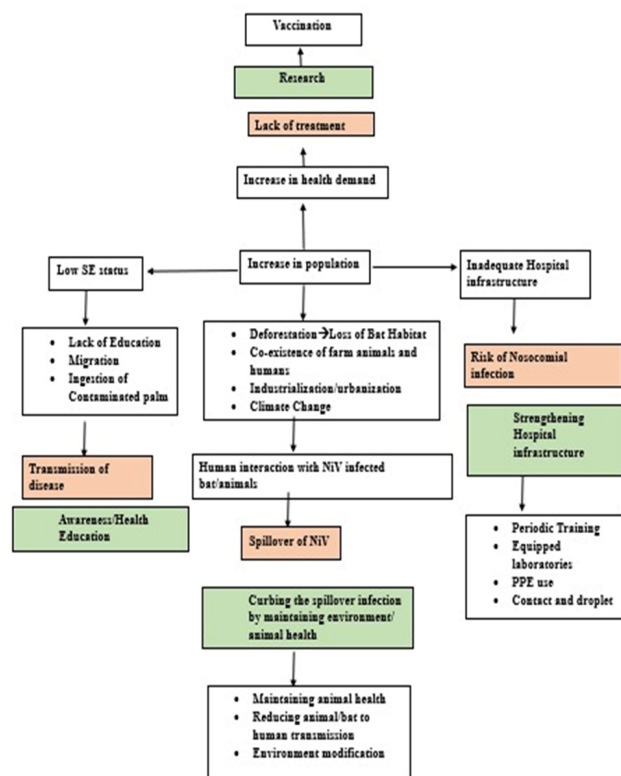 Vaccination
Research
Lack of treatment
Increase in health demand
Low SE status
Increase in population
Inadequate Hospital
infrastructure
• Lack of Education
• Migration
• Ingestion of
Contaminated palm
• Deforestation→Loss of Bat Habitat
• Co-existence of farm animals and
humans
• Industrialization/urbanization
• Climate Change
Risk of Nosocomial
infection
Strengthening
Hospital
infrastructure
Transmission of
disease
Human interaction with NiV infected
bat/animals
Awareness/Health
Education
Spillover of NiV
• Periodic Training
• Equipped
laboratories
• PPE use
• Contact and droplet
Curbing the spillover infection
by maintaining environment/
animal health
• Maintaining animal health
• Reducing animal/bat to
human transmission
• Environment modification